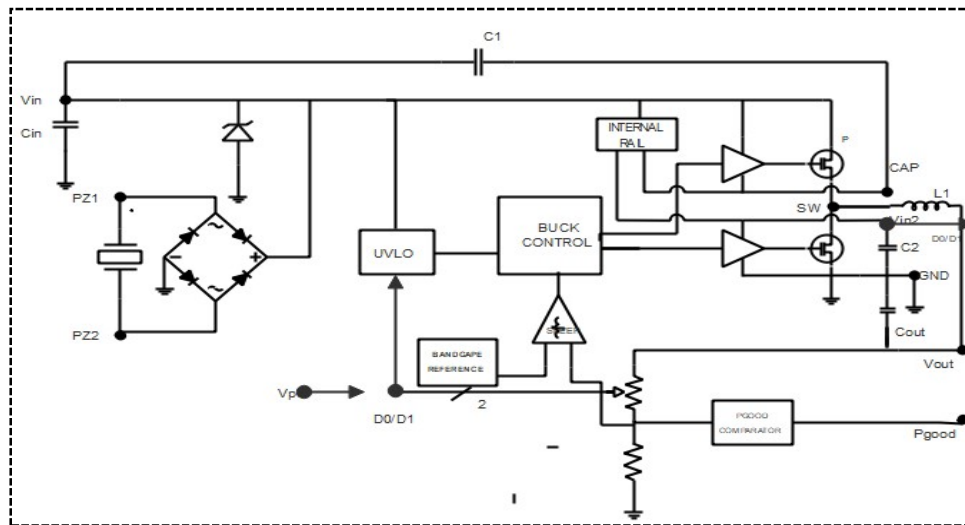 C1
Vin
Cin
INTERNAL
RAIL
P
CAP
PZ1
L1
SW
Vin2
BUCK
CONTROL
UVLO
C2
D0/D1
GND
PZ2
SLEEP
Cout
BANDGAPE
REFERENCE
Vout
Vp
2
D0/D1
PGOOD
COMPARATOR
Pgood